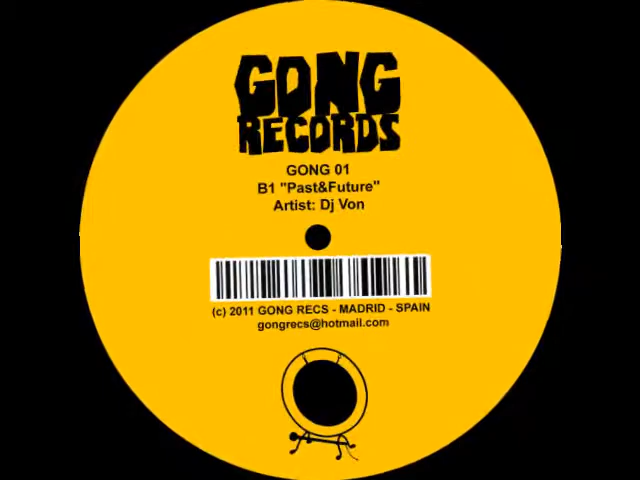 GONG
RECORDS
GONG 01
B1 "Past&Future"
Artist: Dj Von
(c) 2011 GONG RECS - MADRID - SPAIN
gongrecs@hotmail.com